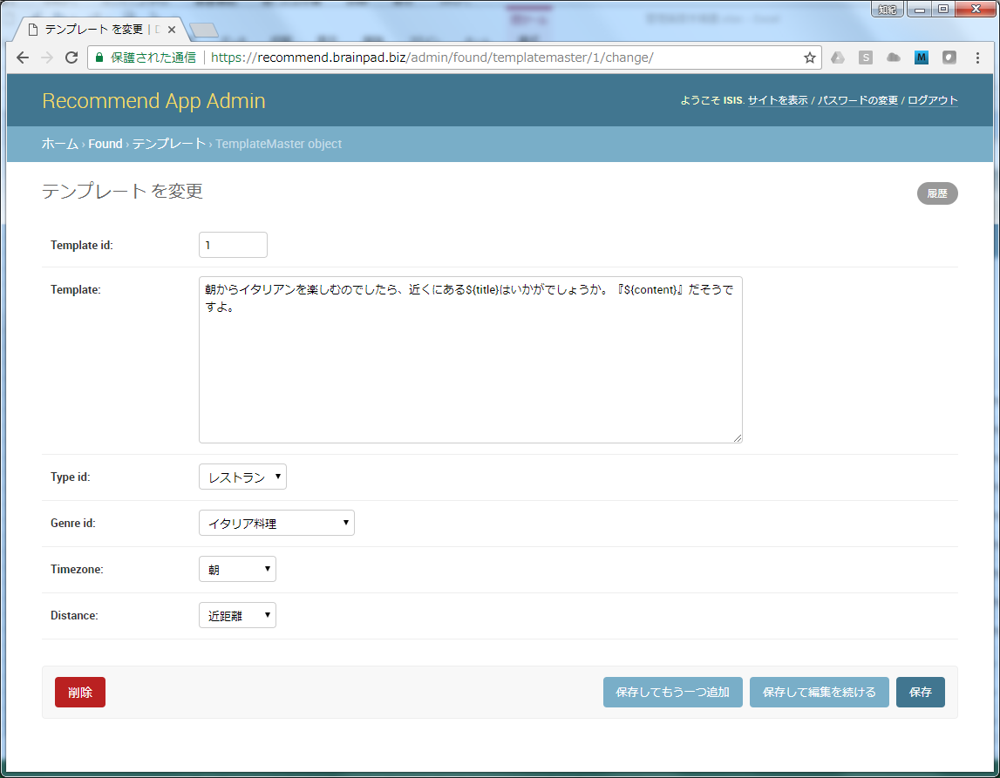 知紀
テンプレート を変更 | D
保護された通信 | https://recommend.brainpad.biz/admin/found/templatemaster/1/change/
S M
Recommend App Admin
ようこそ ISIS. サイトを表示 / パスワードの変更 / ログアウト
ホーム › Found › テンプレート › TemplateMaster object
テンプレート を変更
履歴
Template id:
1
Template:
朝からイタリアンを楽しむのでしたら、近くにある${title}はいかがでしょうか。『${content}』だそうで
すよ。
Type id:
レストラン
Genre id:
イタリア料理
Timezone:
朝
Distance:
近距離
削除
保存してもう一つ追加
保存して編集を続ける
保存